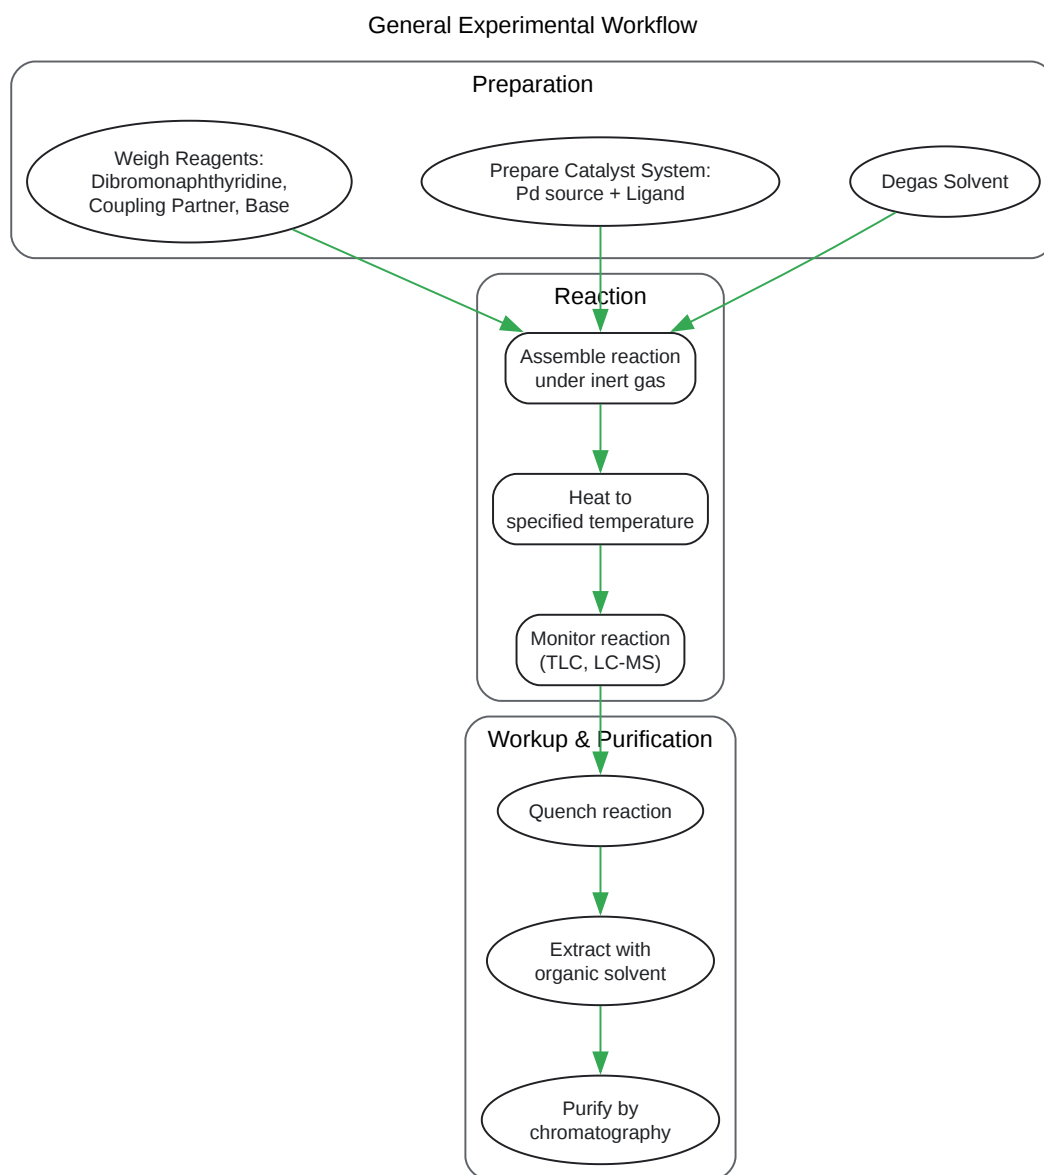 General Experimental Workflow
Preparation
Weigh Reagents:
Dibromonaphthyridine,
Coupling Partner, Base
Prepare Catalyst System:
Pd source + Ligand
Degas Solvent
Reaction
Assemble reaction
under inert gas
Heat to
specified temperature
Monitor reaction
(TLC, LC-MS)
Workup & Purification
Quench reaction
Extract with
organic solvent
Purify by
chromatography